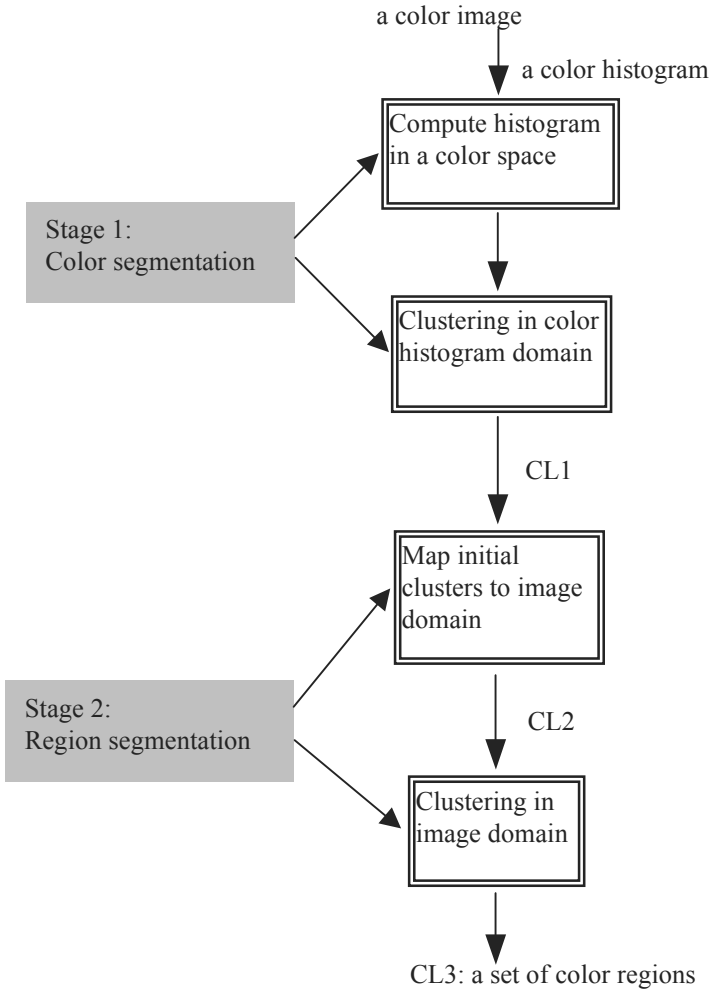 a color image
a color histogram
Compute histogram
in a color space
Stage 1:
Color segmentation
Clustering in color
histogram domain
CL1
Map initial
clusters to image
domain
Stage 2:
Region segmentation
CL2
Clustering in
image domain
CL3: a set of color regions